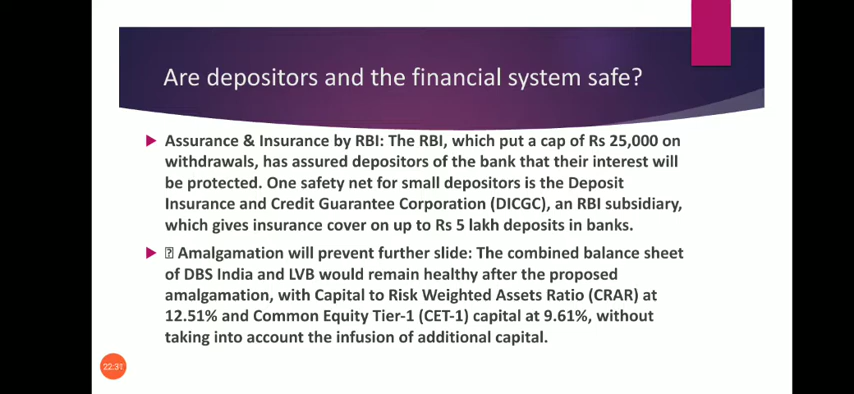 Are depositors and the financial system safe?
Assurance & Insurance by RBI: The RBI, which put a cap of Rs 25,000 on
withdrawals, has assured depositors of the bank that their interest will
be protected. One safety net for small depositors is the Deposit
Insurance and Credit Guarantee Corporation (DICGC), an RBI subsidiary,
which gives insurance cover on up to Rs 5 lakh deposits in banks.
Amalgamation will prevent further slide: The combined balance sheet
of DBS India and LVB would remain healthy after the proposed
amalgamation, with Capital to Risk Weighted Assets Ratio (CRAR) at
12.51% and Common Equity Tier-1 (CET-1) capital at 9.61%, without
taking into account the infusion of additional capital.